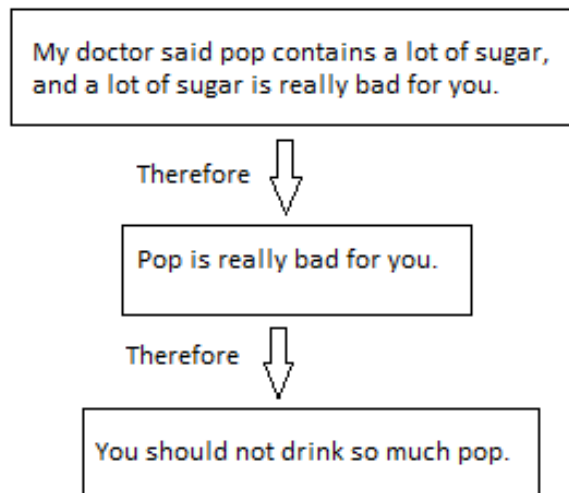 My doctor said pop contains a lot of sugar,
and a lot of sugar is really bad for you.
Therefore
Pop is really bad for you.
Therefore
You should not drink so much pop.